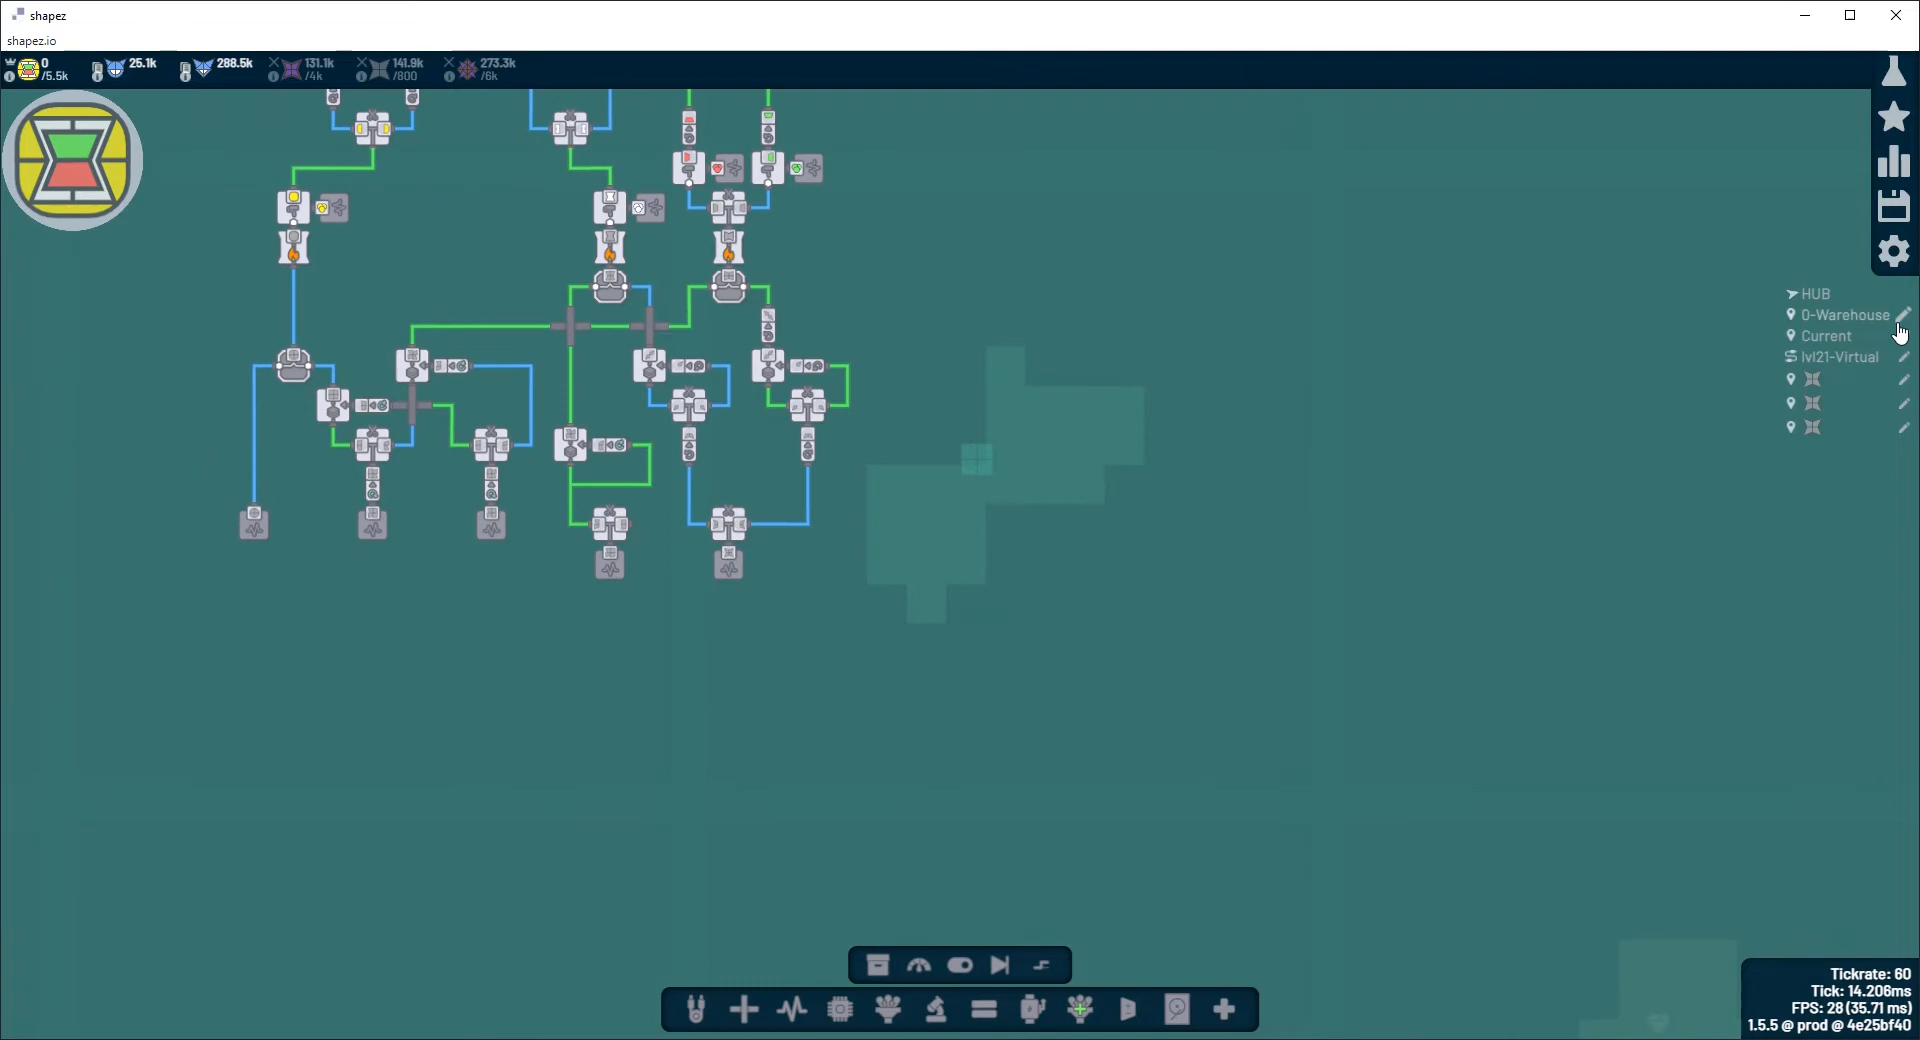 shapez
shapez.io
0
/5.5k
25.1k
288.5k
131.1k
/4k
141.9k
/800
273.3k
/6k
HUB
0-Warehouse
Current
lvl21-Virtual
Tickrate: 60
Tick: 14.206ms
FPS: 28 (35.71 ms)
1.5.5 @ prod @ 4e25bf40